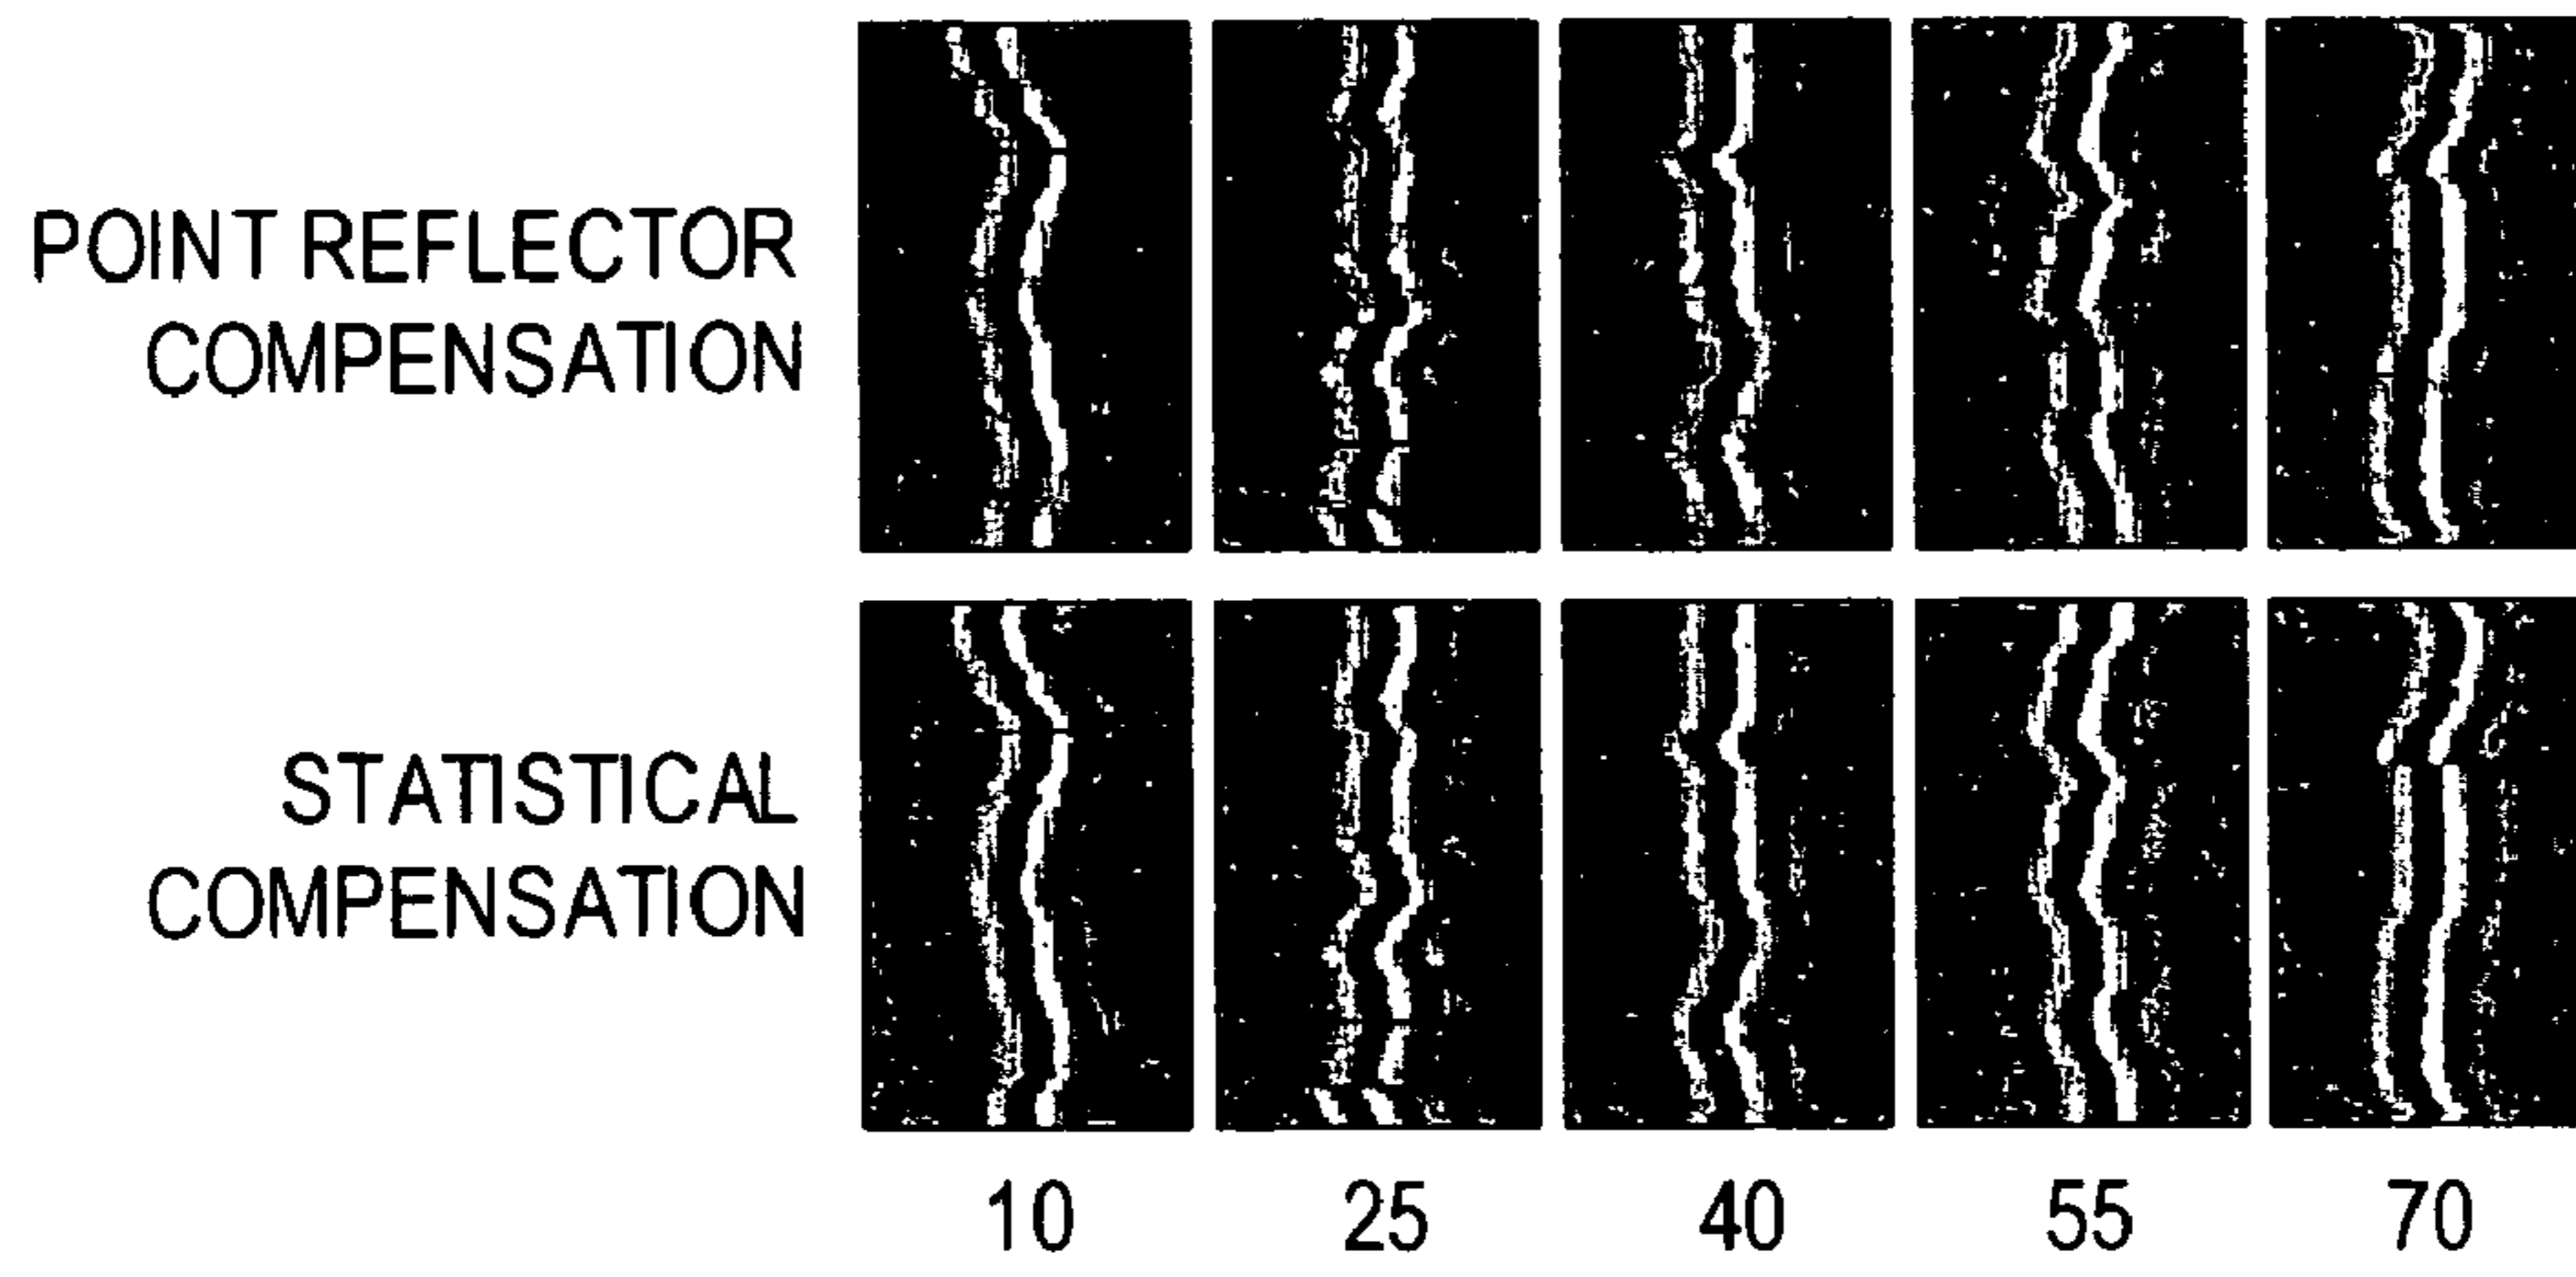 POINT REFLECTOR
COMPENSATION
STATISTICAL
COMPENSATION
10 25 40 55 70